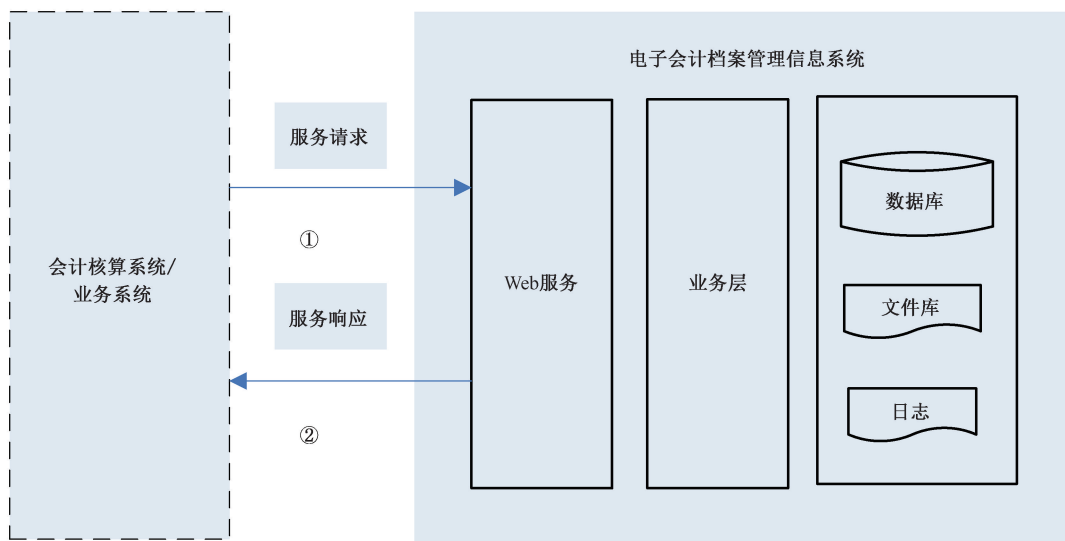 电子会计档案管理信息系统
服务请求
①
会计核算系统/
业务系统
服务响应
②
Web服务
业务层
数据库
文件库
日志